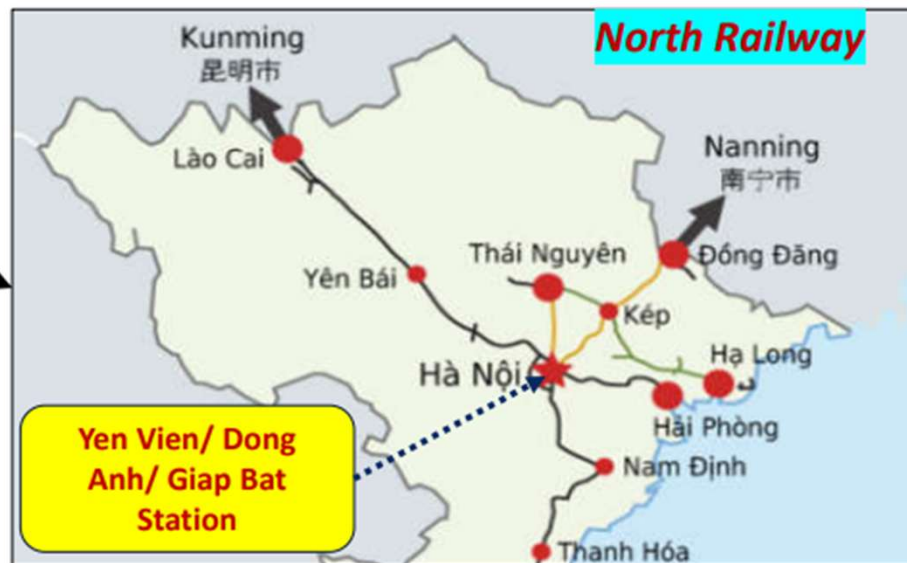 North Railway
Kunming
昆明市
Lào Cai
Nanning
南宁市
Thái Nguyên
Đồng Đăng
Yên Bái
Kép
Hạ Long
Hà Nội
Hải Phòng
Yen Vien/ Dong
Anh/ Giap Bat
Station
Nam Định
Thanh Hóa